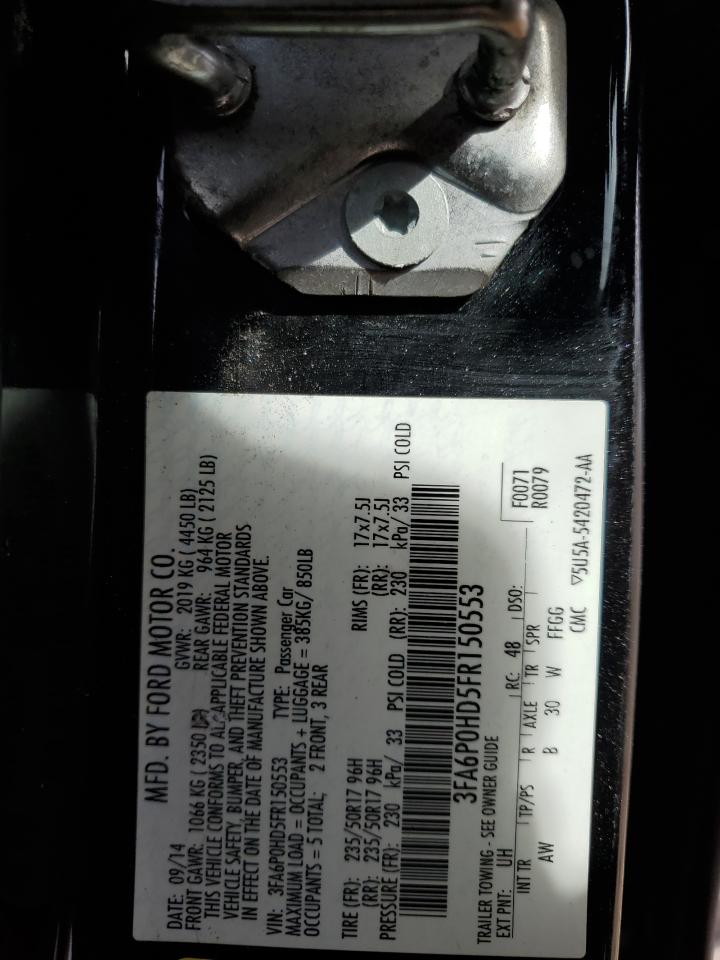 MFD. BY FORD MOTOR CO.
DATE: 09/14 GVWR: 2019 KG ( 4450 LB)
FRONT GAWR: 1066 KG ( 2350 LB) REAR GAWR: 964 KG ( 2125 LB)
THIS VEHICLE CONFORMS TO ALL APPLICABLE FEDERAL MOTOR
VEHICLE SAFETY, BUMPER, AND THEFT PREVENTION STANDARDS
IN EFFECT ON THE DATE OF MANUFACTURE SHOWN ABOVE.
VIN: 3FA6P0HD5FR150553 TYPE: Passenger Car
MAXIMUM LOAD = OCCUPANTS + LUGGAGE = 385KG/ 850LB
OCCUPANTS = 5 TOTAL; 2 FRONT, 3 REAR
TIRE (FR): 235/50R17 96H RIMS (FR): 17x7.5J
(RR): 235/50R17 96H (RR): 17x7.5J
PRESSURE (FR): 230 kPa/ 33 PSI COLD (RR): 230 kPa/ 33 PSI COLD
3FA6P0HD5FR150553
TRAILER TOWING - SEE OWNER GUIDE F0071
EXT PNT: UH RC: 48 DSO: R0079
INT TR TP/PS R AXLE TR SPR
AW B 30 W FFGG
CMC ▽5U5A-5420472-AA